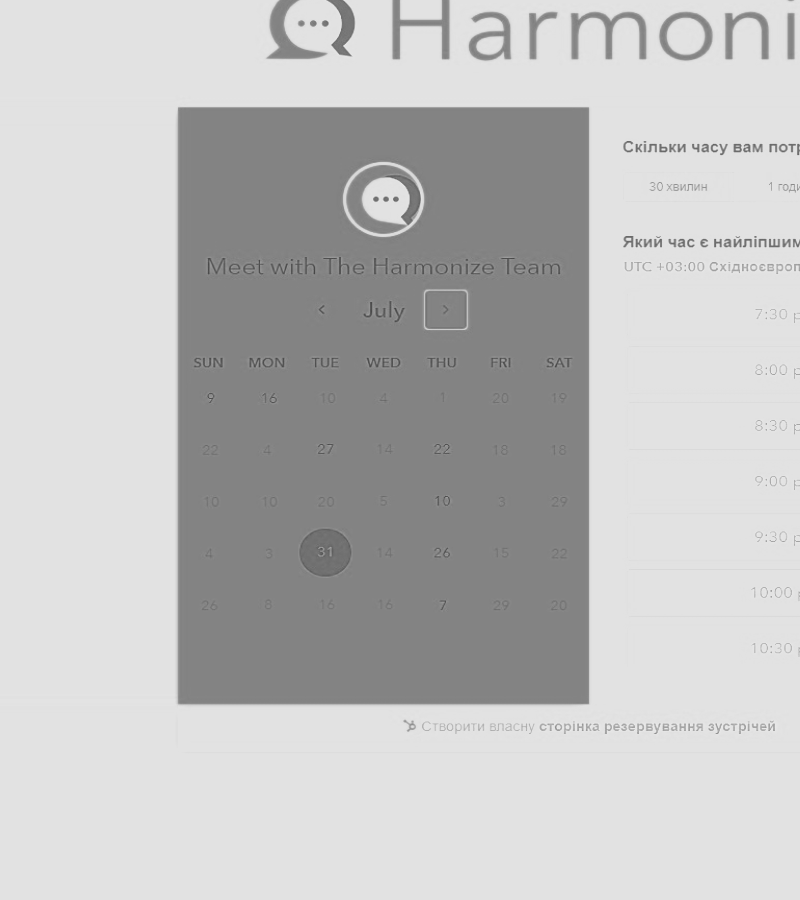 Harmoni
Meet with The Harmonize Team
July
SUN MON TUE WED THU FRI SAT
9 16 10 4 1 20 19
22 4 27 14 22 18 18
10 10 20 5 10 3 29
4 3 31 14 26 15 22
26 8 16 16 7 29 20
Скільки часу вам потр
30 хвилин 1 годи
Який час є найліпшим
UTC +03:00 Східноєвроп
7:30 p
8:00 p
8:30 p
9:00 p
9:30 p
10:00 p
10:30 p
Створити власну сторінка резервування зустрічей